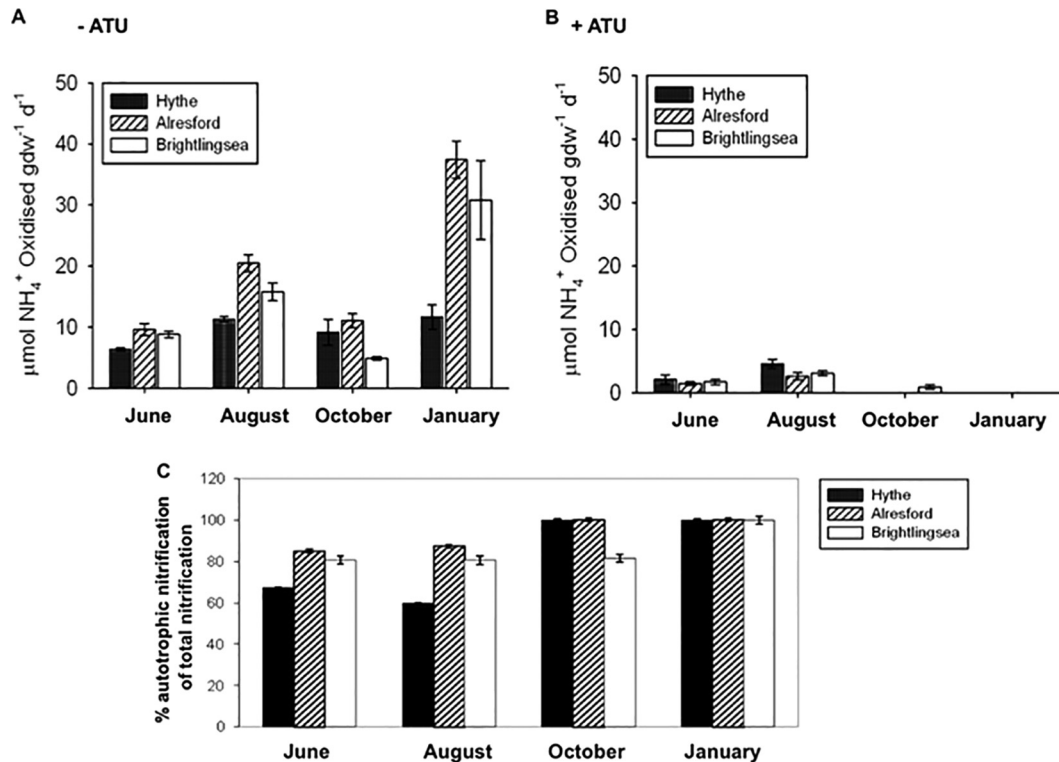 A
- ATU
µmol NH4+ Oxidised gdw-1 d-1
50
40
30
20
10
0
Hythe
Alresford
Brightlingsea
June August October January
B
+ ATU
µmol NH4+ Oxidised gdw-1 d-1
50
40
30
20
10
0
Hythe
Alresford
Brightlingsea
June August October January
C
% autotrophic nitrification
of total nitrification
120
100
80
60
40
20
0
June August October January
Hythe
Alresford
Brightlingsea